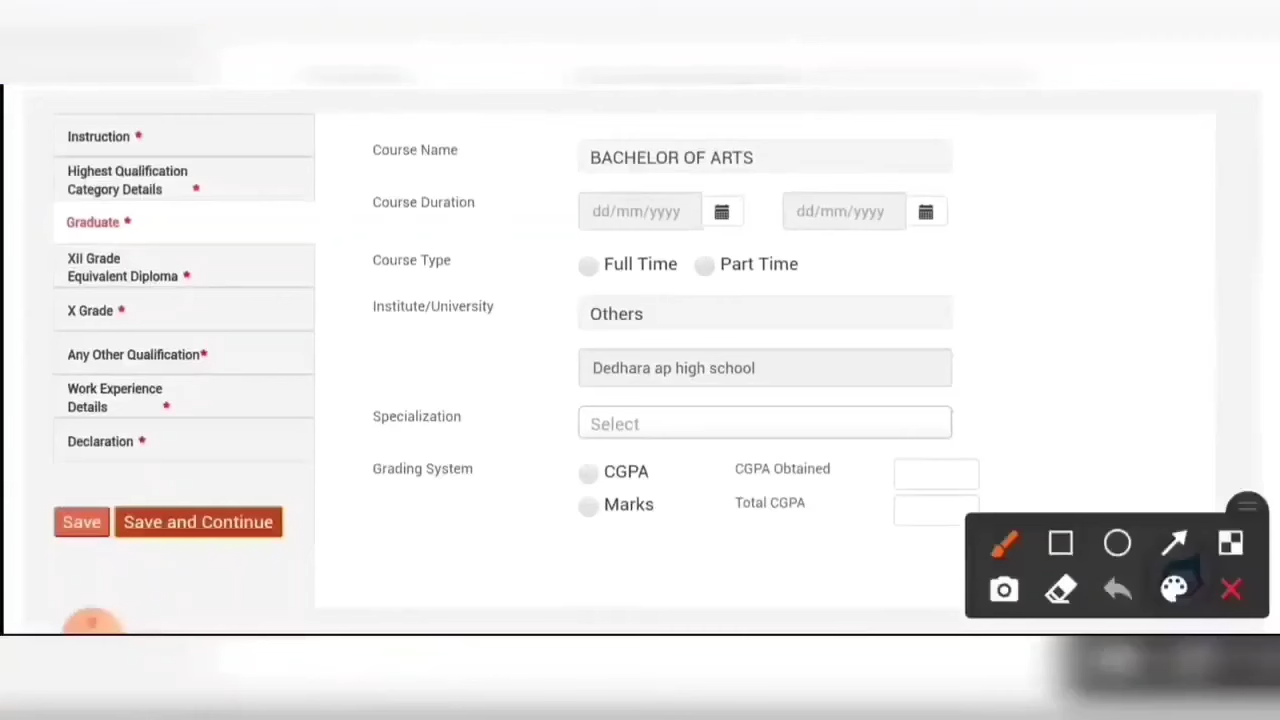 Instruction *
Highest Qualification
Category Details *
Graduate *
XII Grade
Equivalent Diploma *
X Grade *
Any Other Qualification*
Work Experience
Details *
Declaration *
Save
Save and Continue
Course Name
BACHELOR OF ARTS
Course Duration
dd/mm/yyyy
dd/mm/yyyy
Course Type
Full Time
Part Time
Institute/University
Others
Dedhara ap high school
Specialization
Select
Grading System
CGPA
CGPA Obtained
Marks
Total CGPA